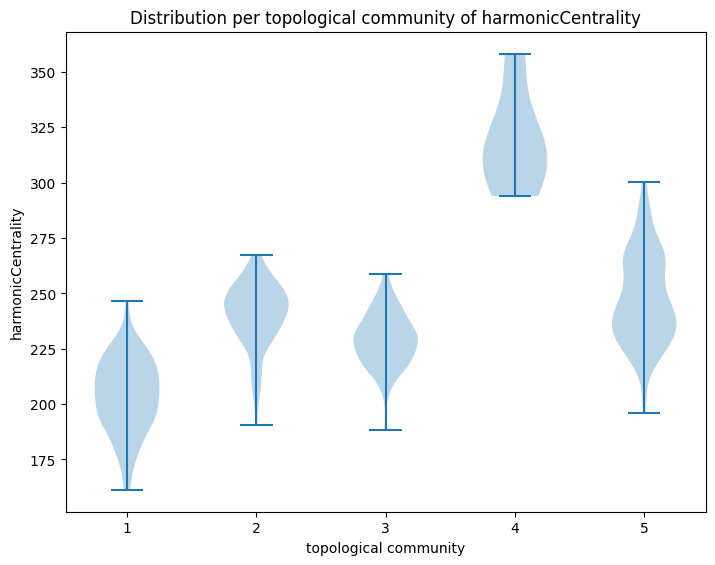 Distribution per topological community of harmonicCentrality
harmonicCentrality
350
325
300
275
250
225
200
175
1 2 3 4 5
topological community